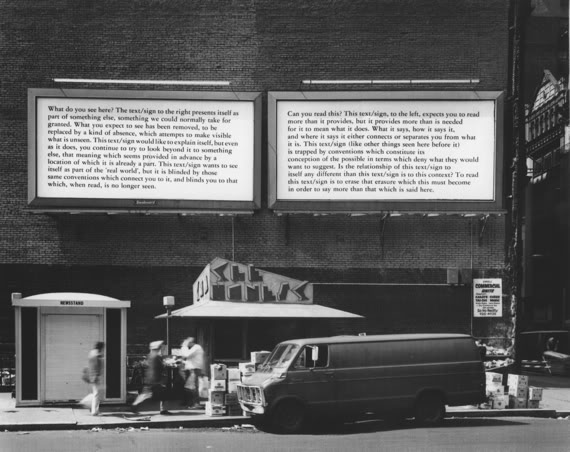 What do you see here? The text/sign to the right presents itself as
part of something else, something we could normally take for
granted. What you expect to see has been removed, to be
replaced by a kind of absence, which attempts to make visible
what is unseen. This text/sign would like to explain itself, but even
as it does, you continue to try to look beyond it to something
else, that meaning which seems provided in advance by a
location of which it is already a part. This text/sign wants to see
itself as part of the 'real world', but it is blinded by those
same conventions which connect you to it, and blinds you to that
which, when read, is no longer seen.
Can you read this? This text/sign, to the left, expects you to read
more than it provides, but it provides more than is needed
for it to mean what it does. What it says, how it says it,
and where it says it either connects or separates you from what
it is. This text/sign (like other things seen here before it)
is trapped by conventions which constitute its
conception of the possible in terms which deny what they would
want to suggest. Is the relationship of this text/sign to
itself any different than this text/sign is to this context? To read
this text/sign is to erase that erasure which this must become
in order to say more than that which is said here.
NEWSSTAND
COMMERCIAL